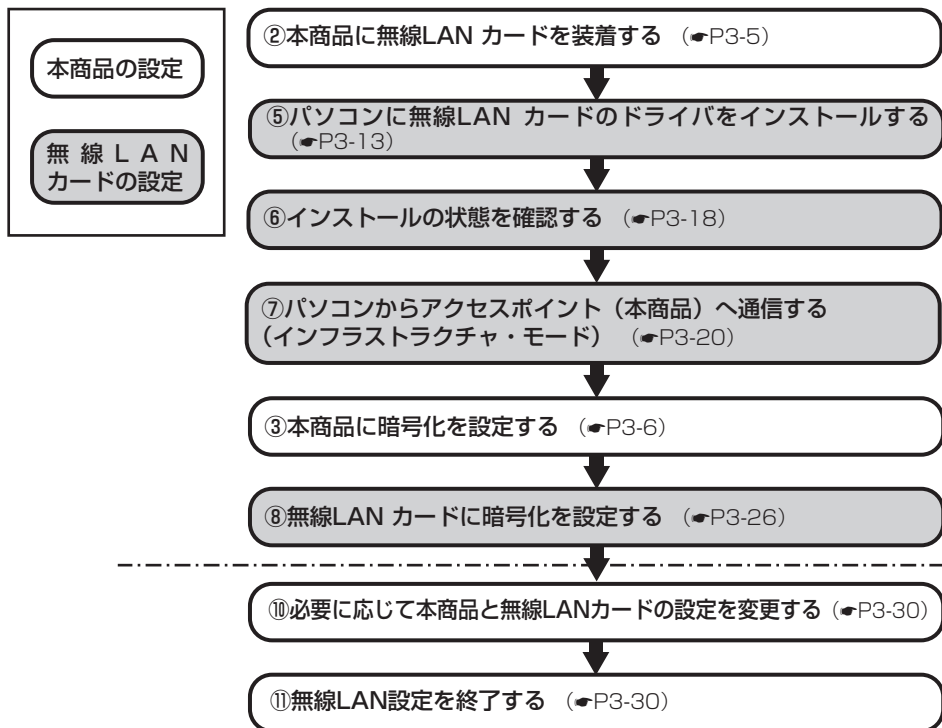 本商品の設定
無線LAN
カードの設定
②本商品に無線LAN カードを装着する (☛P3-5)
⑤パソコンに無線LAN カードのドライバをインストールする
(☛P3-13)
⑥インストールの状態を確認する (☛P3-18)
⑦パソコンからアクセスポイント（本商品）へ通信する
（インフラストラクチャ・モード） (☛P3-20)
③本商品に暗号化を設定する (☛P3-6)
⑧無線LAN カードに暗号化を設定する (☛P3-26)
⑩必要に応じて本商品と無線LANカードの設定を変更する (☛P3-30)
⑪無線LAN設定を終了する (☛P3-30)